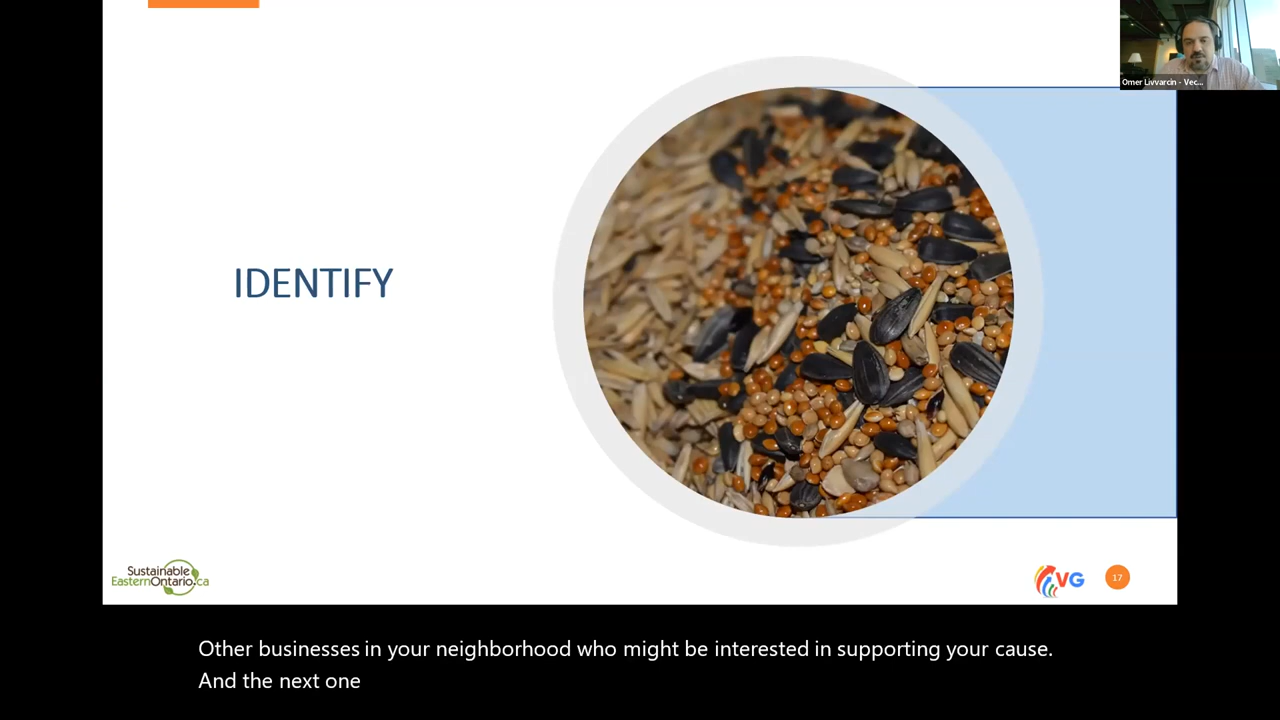 Omer Livvarcin - Vec...
IDENTIFY
Sustainable
EasternOntario.ca
VG
17
Other businesses in your neighborhood who might be interested in supporting your cause.
And the next one